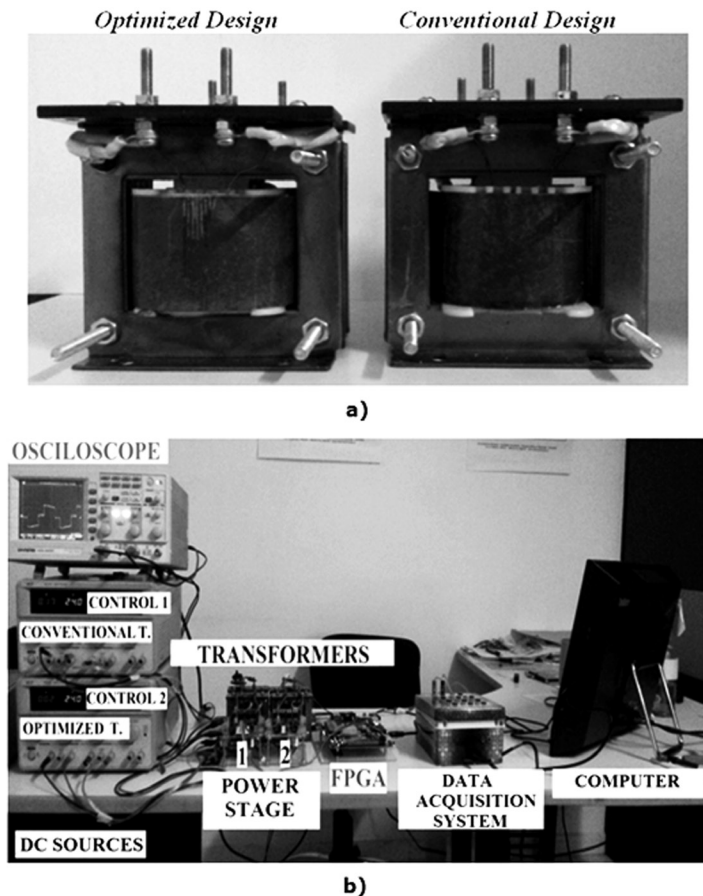 Optimized Design
Conventional Design
a)
OSCILOSCOPE
CONTROL 1
CONVENTIONAL T.
TRANSFORMERS
CONTROL 2
OPTIMIZED T.
1
2
POWER
STAGE
FPGA
DATA
ACQUISITION
SYSTEM
COMPUTER
DC SOURCES
b)